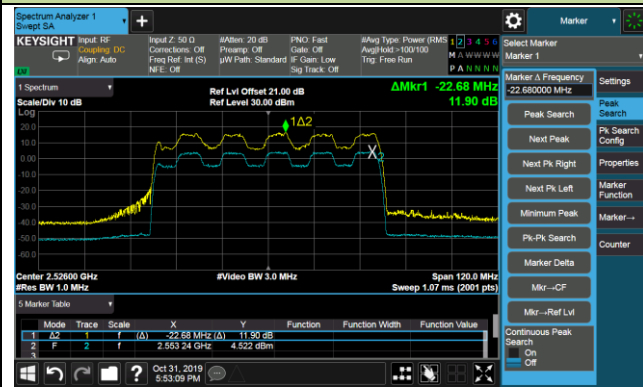 Spectrum Analyzer 1
Swept SA
Marker
KEYSIGHT
Input: RF
Coupling: DC
Align: Auto
Input Z: 50 Ω
Corrections: Off
Freq Ref: Int (S)
NFE: Off
#Atten: 20 dB
Preamp: Off
µW Path: Standard
PNO: Fast
Gate: Off
IF Gain: Low
Sig Track: Off
#Avg Type: Power (RMS
Avg|Hold:>100/100
Trig: Free Run
1 2 3 4 5 6
M A W W W W
P A N N N N
Select Marker
Marker 1
1 Spectrum
Scale/Div 10 dB
Log
Ref Lvl Offset 21.00 dB
Ref Level 30.00 dBm
ΔMkr1 -22.68 MHz
11.90 dB
1Δ2
20.0
10.0
0.00
-10.0
-20.0
-30.0
-40.0
-50.0
-60.0
Center 2.52600 GHz
#Res BW 1.0 MHz
#Video BW 3.0 MHz
Span 120.0 MHz
Sweep 1.07 ms (2001 pts)
5 Marker Table
Mode Trace Scale X Y Function Function Width Function Value
1 Δ2 1 f (Δ) -22.68 MHz (Δ) 11.90 dB
2 F 2 f 2.553 24 GHz 4.522 dBm
3
Oct 31, 2019
5:53:09 PM
Marker Δ Frequency
-22.680000 MHz
Peak Search
Next Peak
Next Pk Right
Next Pk Left
Minimum Peak
Pk-Pk Search
Marker Delta
Mkr→CF
Mkr→Ref Lvl
Continuous Peak
Search
On
Off
Settings
Peak
Search
Pk Search
Config
Properties
Marker
Function
Marker→
Counter